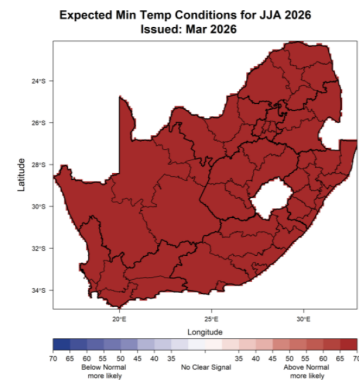 Expected Min Temp Conditions for JJA 2026
Issued: Mar 2026
24°S
26°S
28°S
30°S
32°S
34°S
Latitude
20°E
25°E
30°E
Longitude
70 65 60 55 50 45 40 35 35 40 45 50 55 60 65 70
Below Normal No Clear Signal Above Normal
more likely more likely